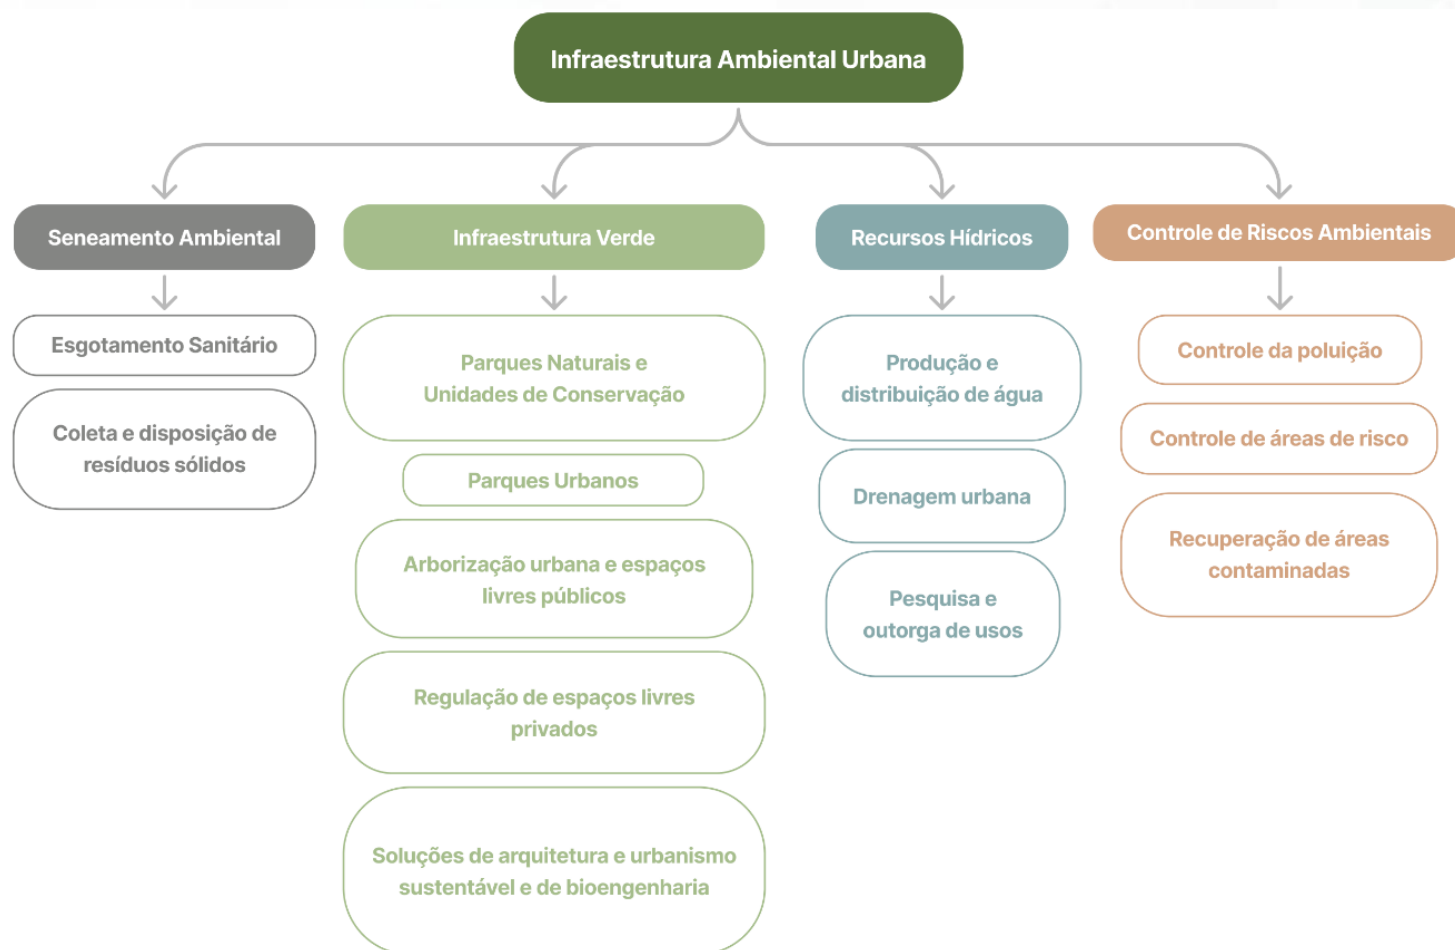 Infraestrutura Ambiental Urbana
Seneamento Ambiental
Esgotamento Sanitário
Coleta e disposição de
resíduos sólidos
Infraestrutura Verde
Parques Naturais e
Unidades de Conservação
Parques Urbanos
Arborização urbana e espaços
livres públicos
Regulação de espaços livres
privados
Soluções de arquitetura e urbanismo
sustentável e de bioengenharia
Recursos Hídricos
Produção e
distribuição de água
Drenagem urbana
Pesquisa e
outorga de usos
Controle de Riscos Ambientais
Controle da poluição
Controle de áreas de risco
Recuperação de áreas
contaminadas